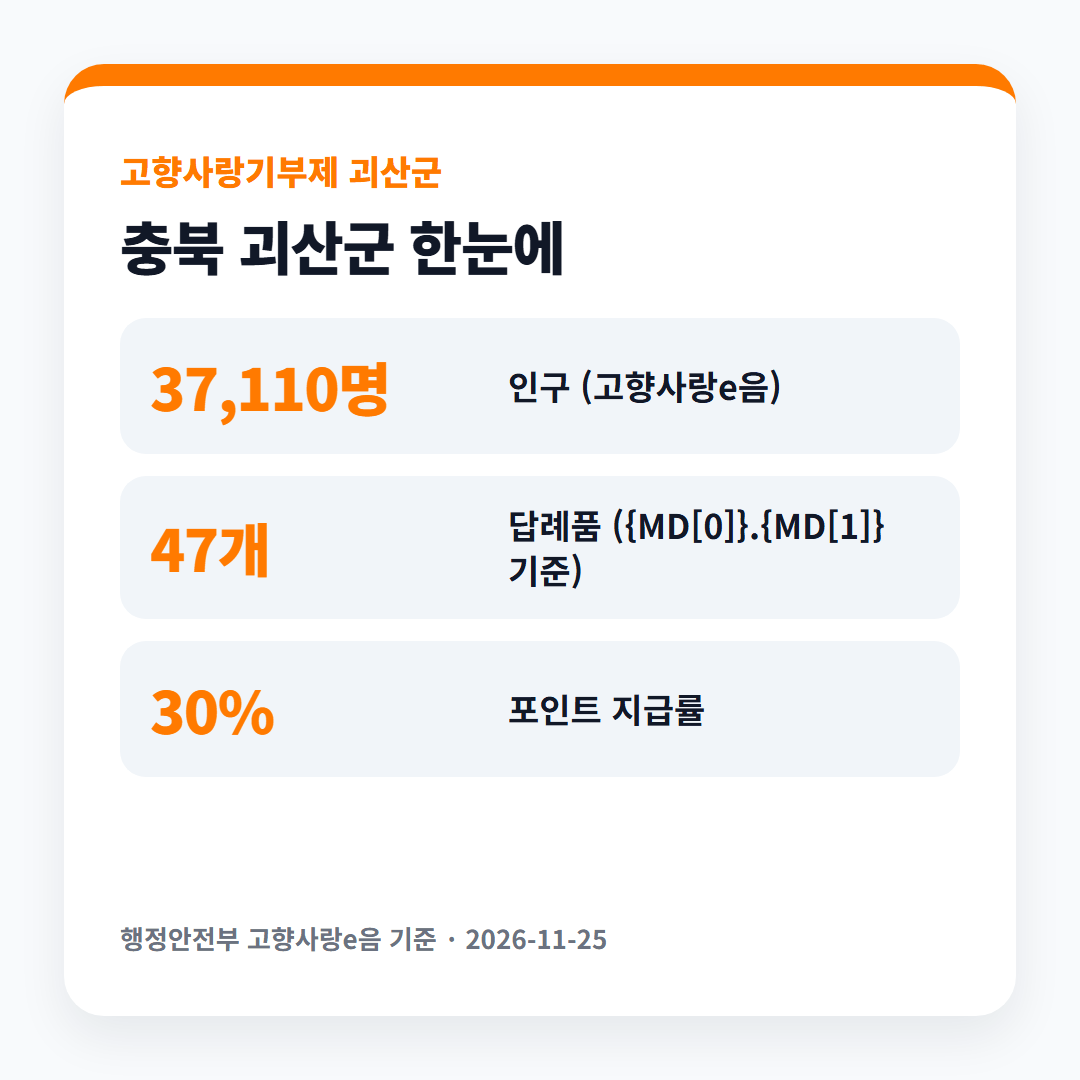 고향사랑기부제 괴산군
충북 괴산군 한눈에
37,110명
인구 (고향사랑e음)
47개
답례품 ({MD[0]}.{MD[1]}
기준)
30%
포인트 지급률
행정안전부 고향사랑e음 기준 · 2026-11-25